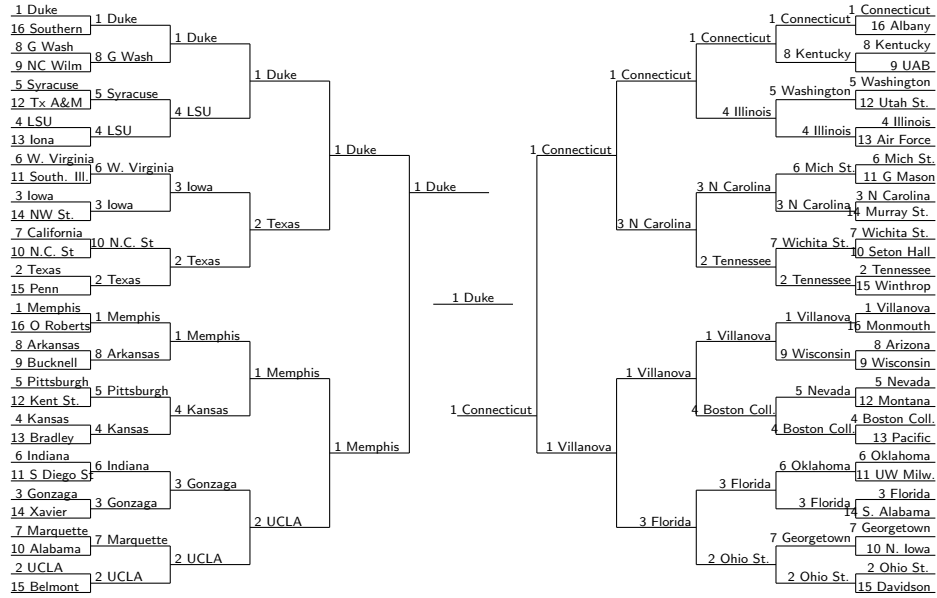 1 Duke
16 Southern
8 G Wash
9 NC Wilm
5 Syracuse
12 Tx A&M
4 LSU
13 Iona
6 W. Virginia
11 South. Ill.
3 Iowa
14 NW St.
7 California
10 N.C. St
2 Texas
15 Penn
1 Memphis
16 O Roberts
8 Arkansas
9 Bucknell
5 Pittsburgh
12 Kent St.
4 Kansas
13 Bradley
6 Indiana
11 S Diego St
3 Gonzaga
14 Xavier
7 Marquette
10 Alabama
2 UCLA
15 Belmont
1 Duke
8 G Wash
5 Syracuse
4 LSU
6 W. Virginia
3 Iowa
10 N.C. St
2 Texas
1 Memphis
8 Arkansas
5 Pittsburgh
4 Kansas
6 Indiana
3 Gonzaga
7 Marquette
2 UCLA
1 Duke
4 LSU
3 Iowa
2 Texas
1 Memphis
4 Kansas
3 Gonzaga
2 UCLA
1 Duke
2 Texas
1 Memphis
2 UCLA
1 Duke
1 Memphis
1 Duke
1 Duke
1 Connecticut
1 Connecticut
1 Villanova
1 Connecticut
3 N Carolina
1 Villanova
3 Florida
1 Connecticut
4 Illinois
3 N Carolina
2 Tennessee
1 Villanova
4 Boston Coll.
3 Florida
2 Ohio St.
1 Connecticut
8 Kentucky
5 Washington
4 Illinois
6 Mich St.
3 N Carolina
7 Wichita St.
2 Tennessee
1 Villanova
9 Wisconsin
5 Nevada
4 Boston Coll.
6 Oklahoma
3 Florida
7 Georgetown
2 Ohio St.
1 Connecticut
16 Albany
8 Kentucky
9 UAB
5 Washington
12 Utah St.
4 Illinois
13 Air Force
6 Mich St.
11 G Mason
3 N Carolina
14 Murray St.
7 Wichita St.
10 Seton Hall
2 Tennessee
15 Winthrop
1 Villanova
16 Monmouth
8 Arizona
9 Wisconsin
5 Nevada
12 Montana
4 Boston Coll.
13 Pacific
6 Oklahoma
11 UW Milw.
3 Florida
14 S. Alabama
7 Georgetown
10 N. Iowa
2 Ohio St.
15 Davidson